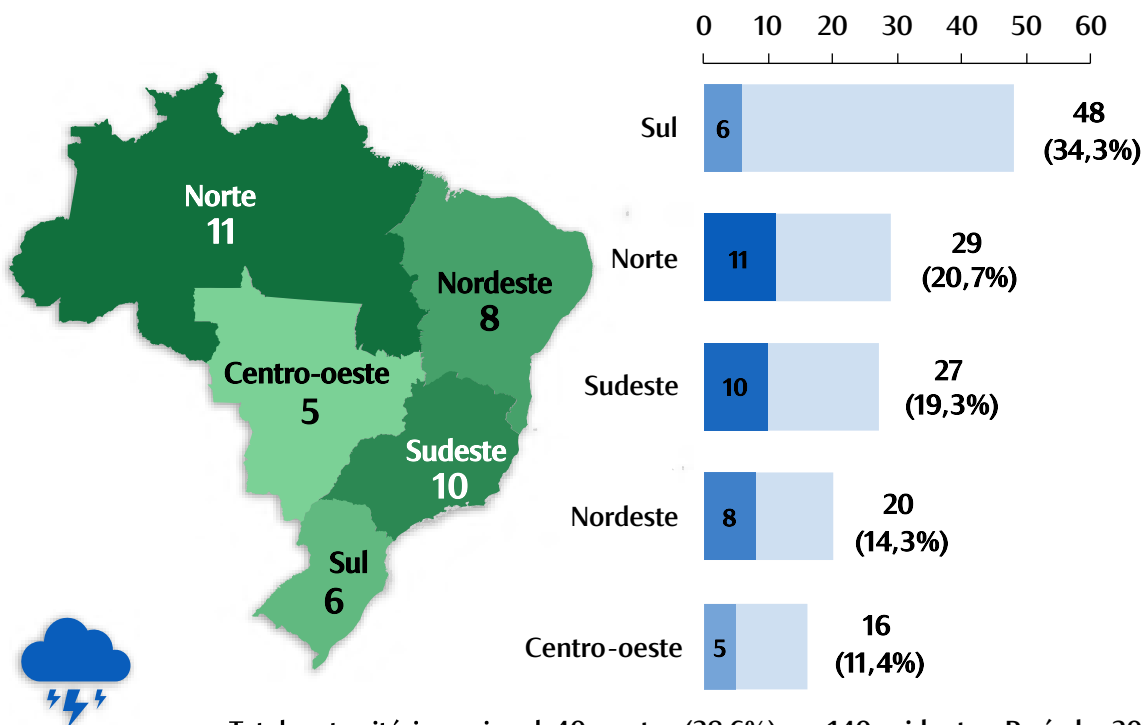 0 10 20 30 40 50 60
Norte
11
Nordeste
8
Centro-oeste
5
Sudeste
10
Sul
6
Sul 6 48
(34,3%)
Norte 11 29
(20,7%)
Sudeste 10 27
(19,3%)
Nordeste 8 20
(14,3%)
Centro-oeste 5 16
(11,4%)